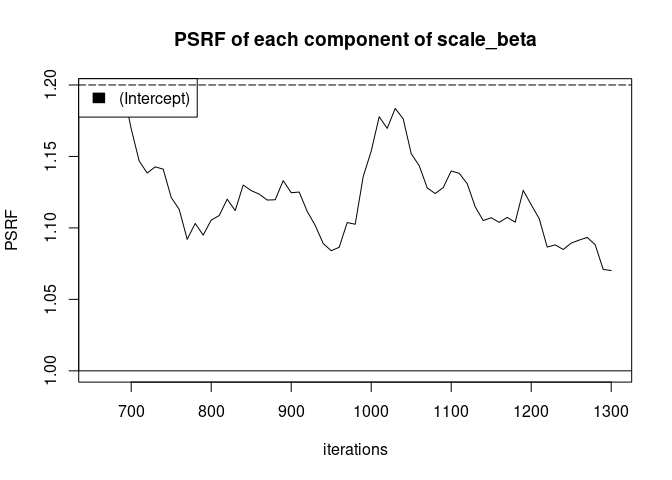 PSRF of each component of scale_beta
(Intercept)
PSRF
1.20
1.15
1.10
1.05
1.00
700 800 900 1000 1100 1200 1300
iterations